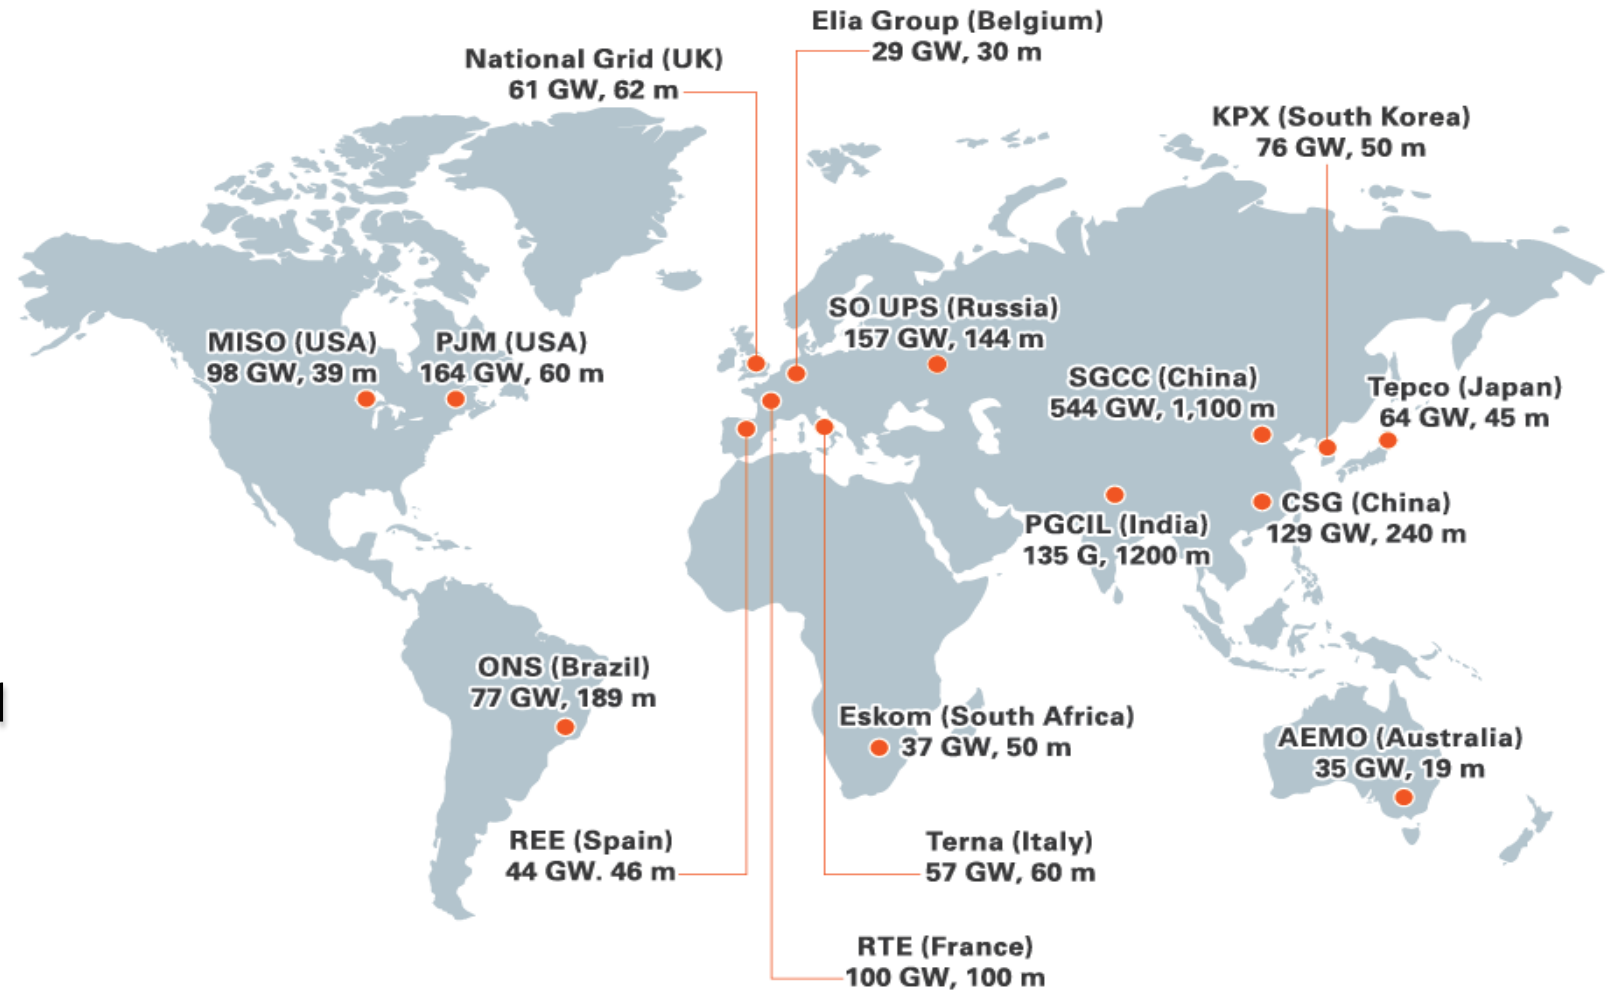 Elia Group (Belgium)
29 GW, 30 m
National Grid (UK)
61 GW, 62 m
KPX (South Korea)
76 GW, 50 m
SO UPS (Russia)
157 GW, 144 m
MISO (USA)
98 GW, 39 m
PJM (USA)
164 GW, 60 m
SGCC (China)
544 GW, 1,100 m
Tepco (Japan)
64 GW, 45 m
CSG (China)
129 GW, 240 m
PGCIL (India)
135 G, 1200 m
ONS (Brazil)
77 GW, 189 m
Eskom (South Africa)
37 GW, 50 m
AEMO (Australia)
35 GW, 19 m
REE (Spain)
44 GW. 46 m
Terna (Italy)
57 GW, 60 m
RTE (France)
100 GW, 100 m